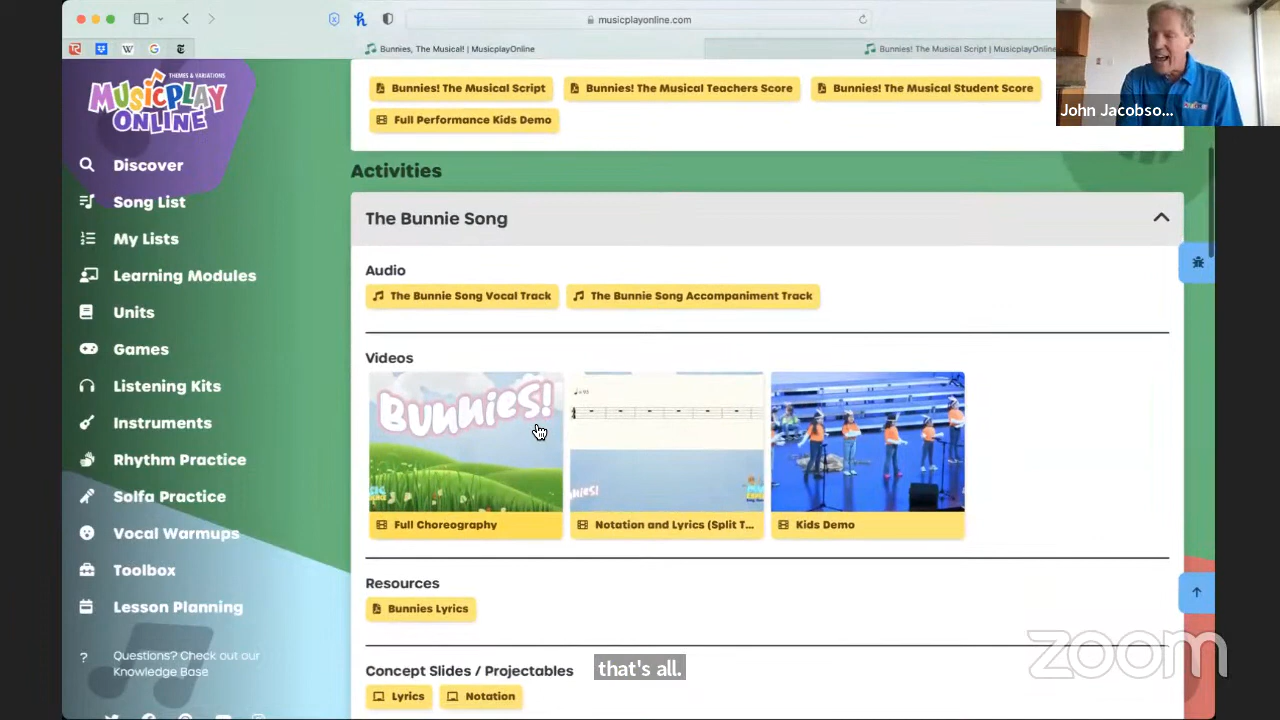 musicplayonline.com
Bunnies, The Musical! | MusicplayOnline
Bunnies! The Musical Script | MusicplayOnline
THEMES & VARIATIONS
MUSICPLAY
ONLINE
Discover
Song List
My Lists
Learning Modules
Units
Games
Listening Kits
Instruments
Rhythm Practice
Solfa Practice
Vocal Warmups
Toolbox
Lesson Planning
? Questions? Check out our
Knowledge Base
Bunnies! The Musical Script
Bunnies! The Musical Teachers Score
Bunnies! The Musical Student Score
Full Performance Kids Demo
Activities
The Bunnie Song
Audio
The Bunnie Song Vocal Track
The Bunnie Song Accompaniment Track
Videos
BUNNIES!
Full Choreography
Notation and Lyrics (Split T...
Kids Demo
Resources
Bunnies Lyrics
Concept Slides / Projectables
Lyrics
Notation
that's all.
John Jacobso...
zoom